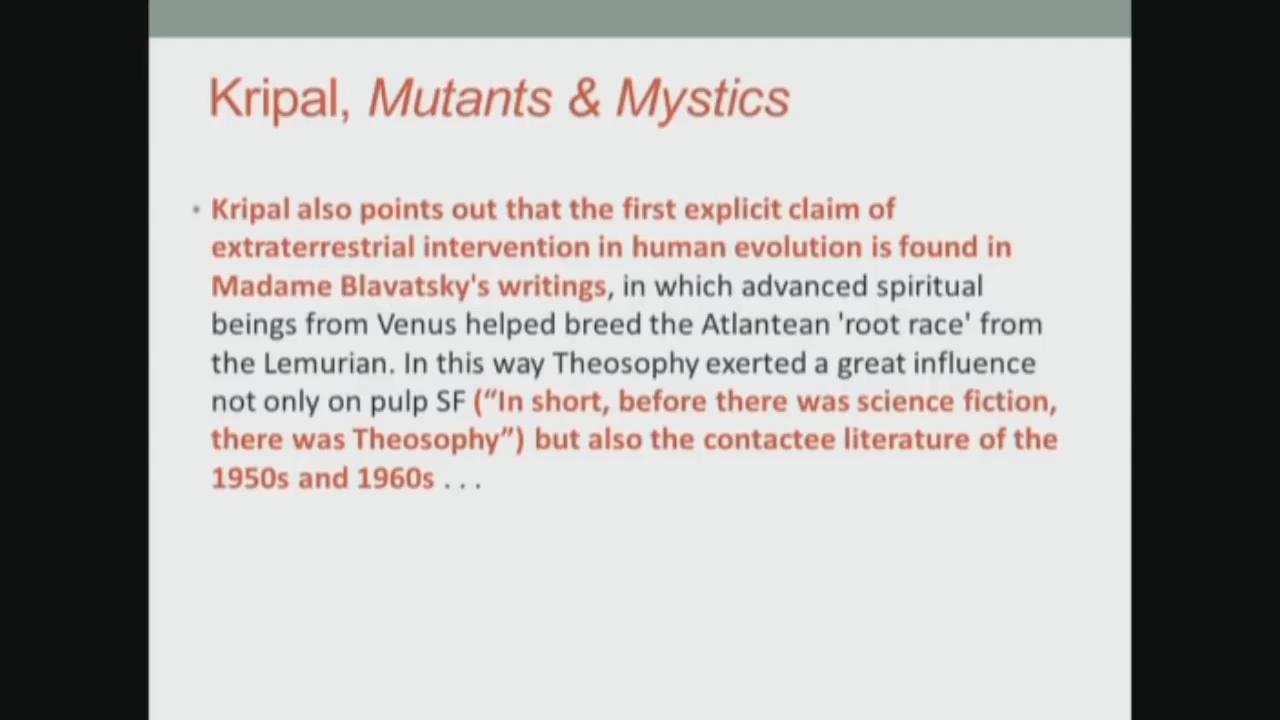 Kripal, Mutants & Mystics
• Kripal also points out that the first explicit claim of
extraterrestrial intervention in human evolution is found in
Madame Blavatsky's writings, in which advanced spiritual
beings from Venus helped breed the Atlantean 'root race' from
the Lemurian. In this way Theosophy exerted a great influence
not only on pulp SF (“In short, before there was science fiction,
there was Theosophy”) but also the contactee literature of the
1950s and 1960s . . .